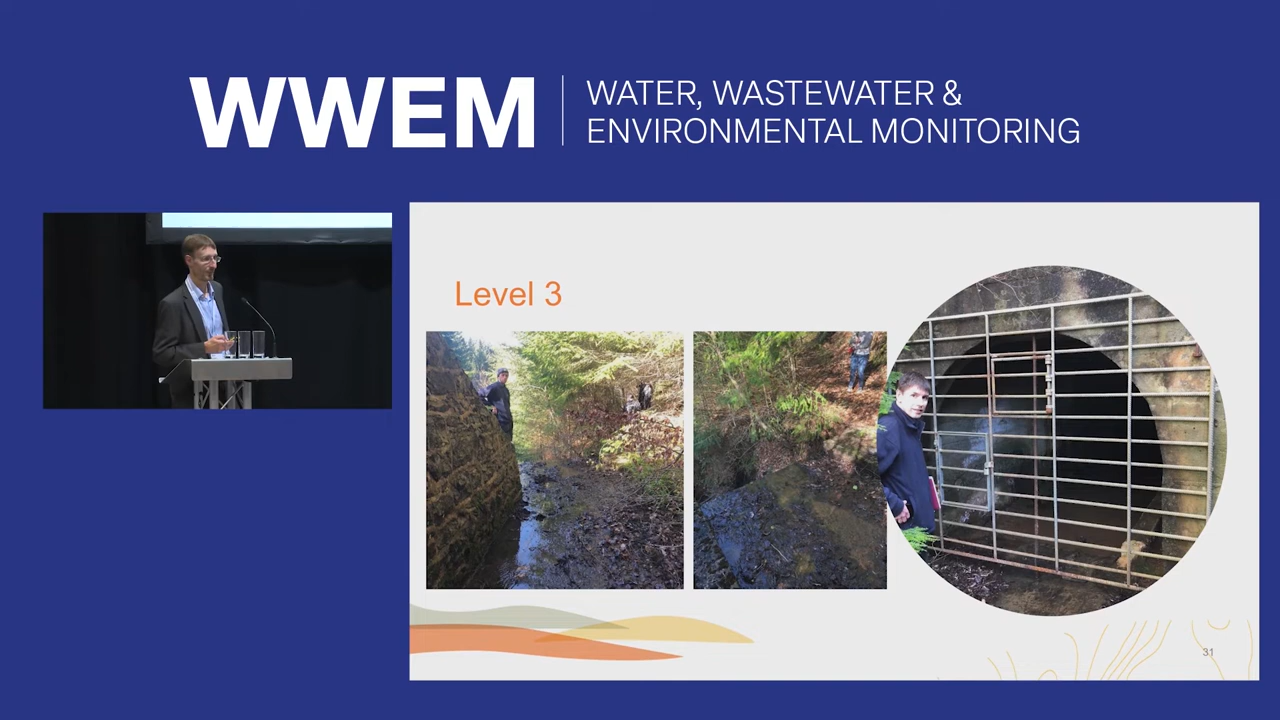 WWEM
WATER, WASTEWATER &
ENVIRONMENTAL MONITORING
Level 3
31